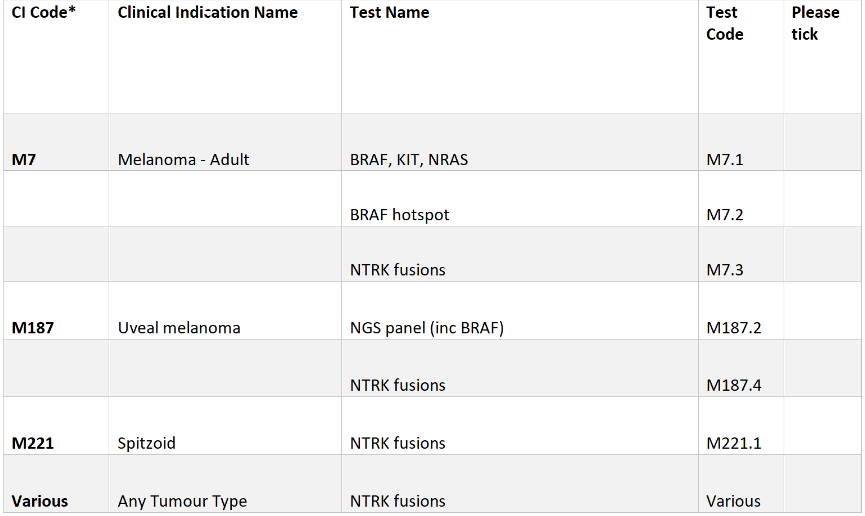 CI Code* Clinical Indication Name Test Name Test Code Please tick
M7 Melanoma - Adult BRAF, KIT, NRAS M7.1
BRAF hotspot M7.2
NTRK fusions M7.3
M187 Uveal melanoma NGS panel (inc BRAF) M187.2
NTRK fusions M187.4
M221 Spitzoid NTRK fusions M221.1
Various Any Tumour Type NTRK fusions Various